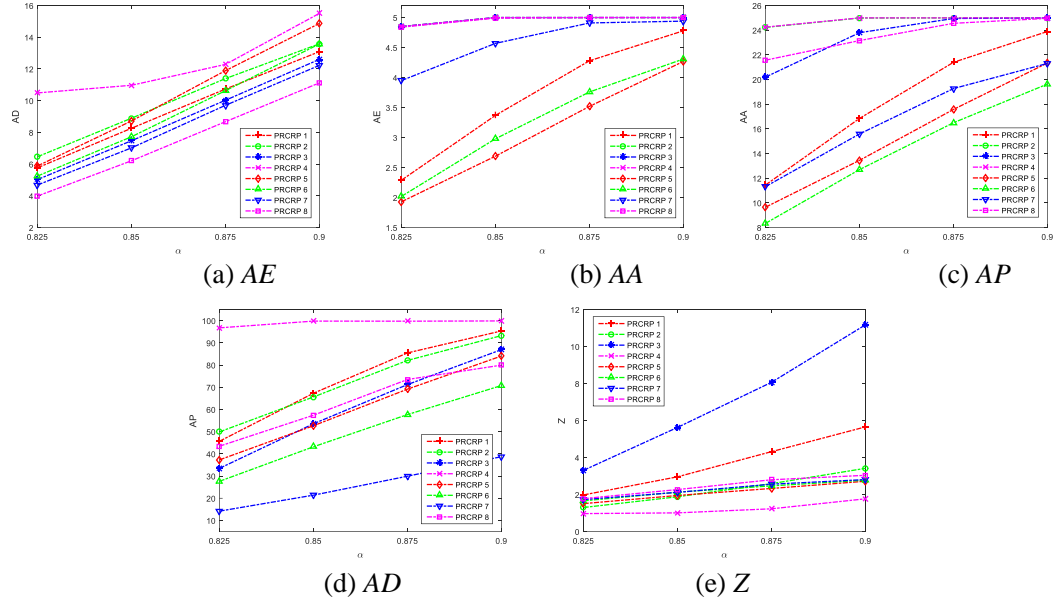 16
14
12
10
8
6
4
2
AD
0.825
0.85
0.875
0.9
α
PRCRP 1
PRCRP 2
PRCRP 3
PRCRP 4
PRCRP 5
PRCRP 6
PRCRP 7
PRCRP 8
(a) AE
5
4.5
4
3.5
3
2.5
2
1.5
AE
0.825
0.85
0.875
0.9
α
PRCRP 1
PRCRP 2
PRCRP 3
PRCRP 4
PRCRP 5
PRCRP 6
PRCRP 7
PRCRP 8
(b) AA
26
24
22
20
18
16
14
12
10
8
AA
0.825
0.85
0.875
0.9
α
PRCRP 1
PRCRP 2
PRCRP 3
PRCRP 4
PRCRP 5
PRCRP 6
PRCRP 7
PRCRP 8
(c) AP
100
90
80
70
60
50
40
30
20
10
AP
0.825
0.85
0.875
0.9
α
PRCRP 1
PRCRP 2
PRCRP 3
PRCRP 4
PRCRP 5
PRCRP 6
PRCRP 7
PRCRP 8
(d) AD
12
10
8
6
4
2
0
Z
0.825
0.85
0.875
0.9
α
PRCRP 1
PRCRP 2
PRCRP 3
PRCRP 4
PRCRP 5
PRCRP 6
PRCRP 7
PRCRP 8
(e) Z